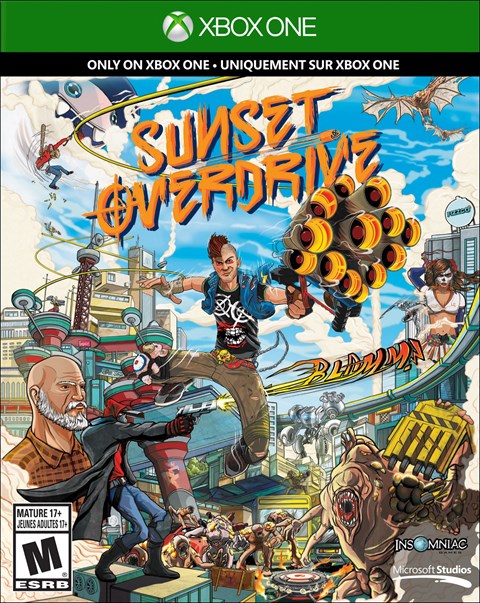 XBOX ONE
ONLY ON XBOX ONE • UNIQUEMENT SUR XBOX ONE
SUNSET
OVERDRIVE
BLAMMM!
MATURE 17+
JEUNES ADULTES 17+
M
ESRB
INSOMNIAC
GAMES
Microsoft Studios